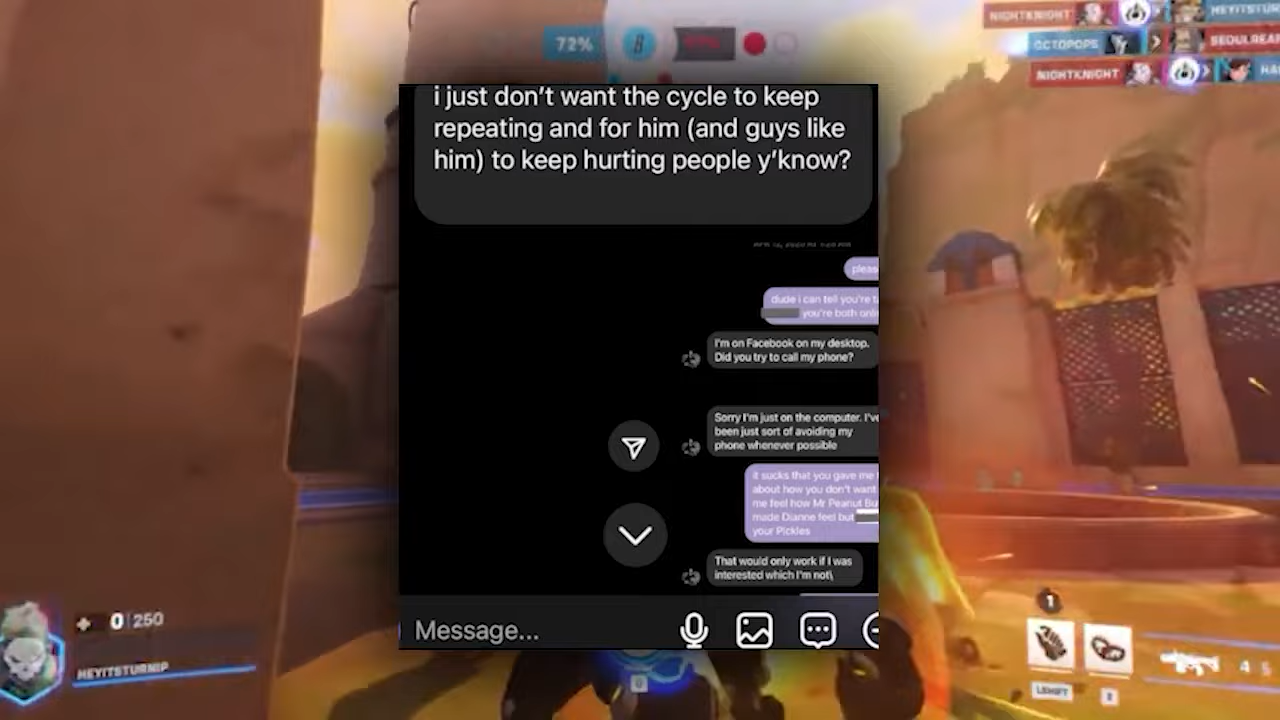 72%
NIGHTKNIGHT
HEYITSTUR
OCTOPOPS
SEOULREA
NIGHTKNIGHT
HA
i just don't want the cycle to keep
repeating and for him (and guys like
him) to keep hurting people y'know?
pleas
dude i can tell you're t
you're both onli
I'm on Facebook on my desktop.
Did you try to call my phone?
Sorry I'm just on the computer. I've
been just sort of avoiding my
phone whenever possible
it sucks that you gave me
about how you don't want
me feel how Mr Peanut Bu
made Dianne feel but
your Pickles
That would only work if I was
interested which I'm not\
Message...
0|250
HEYITSTURNIP
1
LSHIFT
E
Q
4